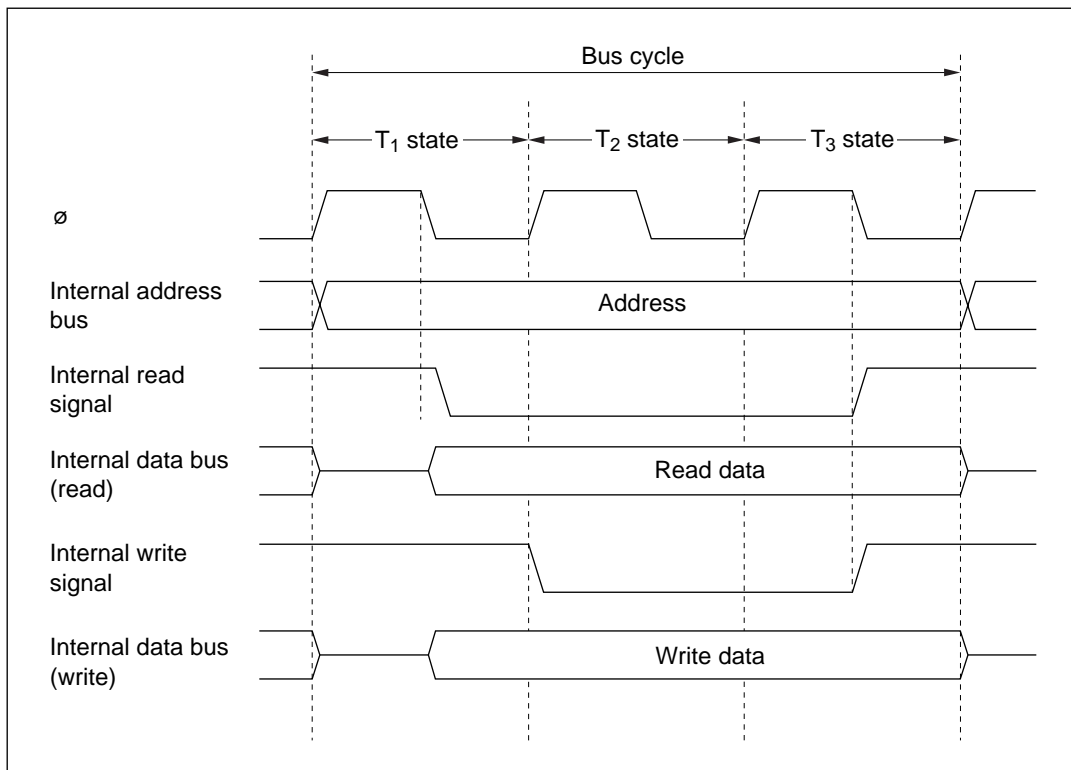 Bus cycle
T₁ state
T₂ state
T₃ state
ø
Internal address
bus
Address
Internal read
signal
Internal data bus
(read)
Read data
Internal write
signal
Internal data bus
(write)
Write data